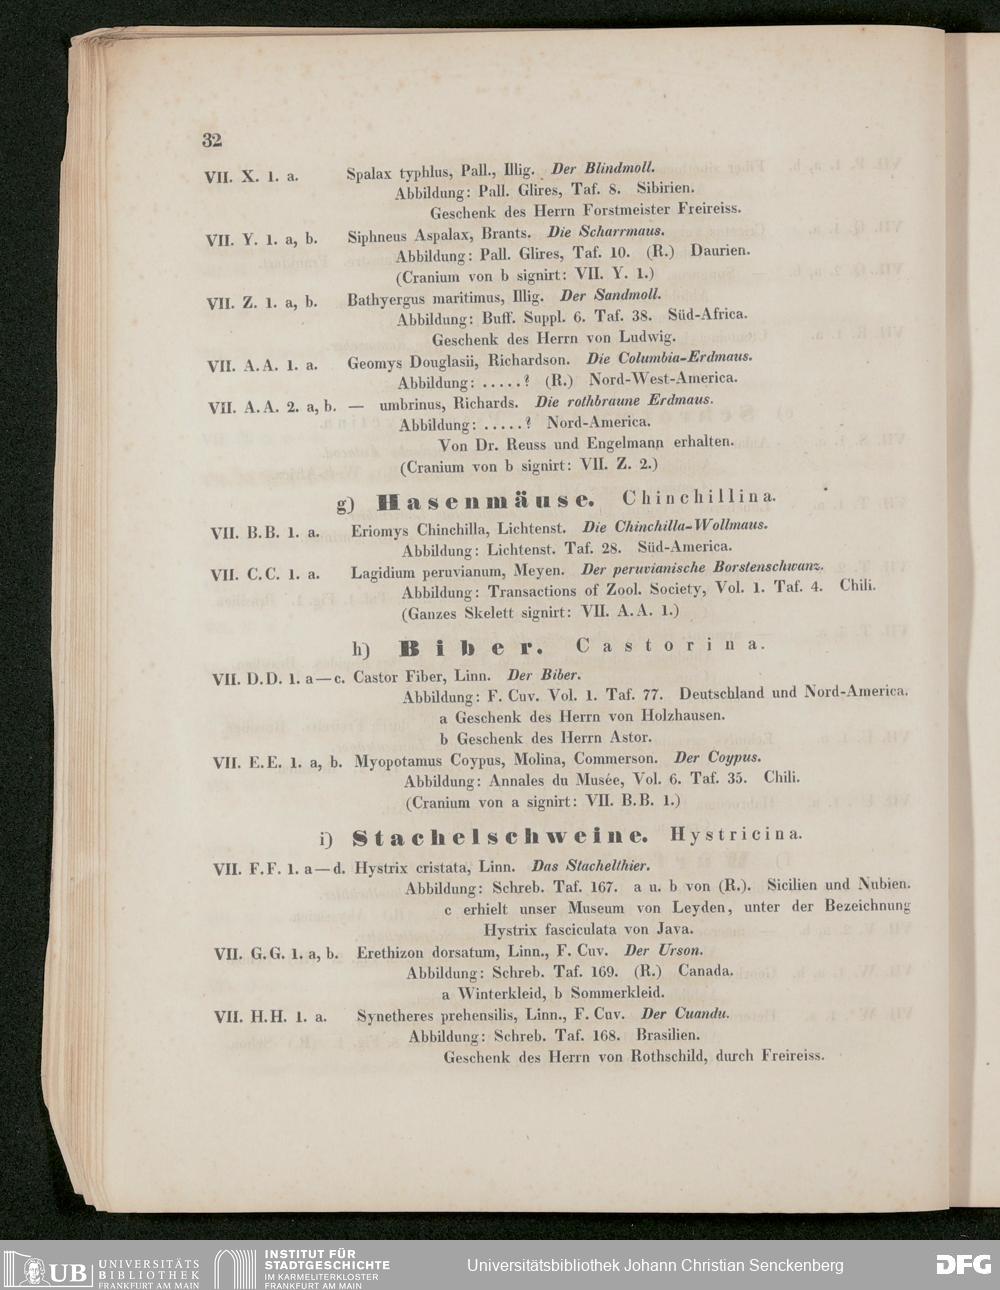 32
VII. X. 1. a. Spalax typhlus, Pall., Illig. Der Blindmoll.
Abbildung: Pall. Glires, Taf. 8. Sibirien.
Geschenk des Herrn Forstmeister Freireiss.
VII. Y. 1. a, b. Siphneus Aspalax, Brants. Die Scharrmaus.
Abbildung: Pall. Glires, Taf. 10. (R.) Daurien.
(Cranium von b signirt: VII. Y. 1.)
VII. Z. 1. a, b. Bathyergus maritimus, Illig. Der Sandmoll.
Abbildung: Buff. Suppl. 6. Taf. 38. Süd-Africa.
Geschenk des Herrn von Ludwig.
VII. A.A. 1. a. Geomys Douglasii, Richardson. Die Columbia-Erdmaus.
Abbildung: .....? (R.) Nord-West-America.
VII. A.A. 2. a, b. — umbrinus, Richards. Die rothbraune Erdmaus.
Abbildung: .....? Nord-America.
Von Dr. Reuss und Engelmann erhalten.
(Cranium von b signirt: VII. Z. 2.)
g) Hasenmäuse. Chinchillina.
VII. B.B. 1. a. Eriomys Chinchilla, Lichtenst. Die Chinchilla-Wollmaus.
Abbildung: Lichtenst. Taf. 28. Süd-America.
VII. C.C. 1. a. Lagidium peruvianum, Meyen. Der peruvianische Borstenschwanz.
Abbildung: Transactions of Zool. Society, Vol. 1. Taf. 4. Chili.
(Ganzes Skelett signirt: VII. A.A. 1.)
h) Biber. Castorina.
VII. D.D. 1. a—c. Castor Fiber, Linn. Der Biber.
Abbildung: F. Cuv. Vol. 1. Taf. 77. Deutschland und Nord-America.
a Geschenk des Herrn von Holzhausen.
b Geschenk des Herrn Astor.
VII. E.E. 1. a, b. Myopotamus Coypus, Molina, Commerson. Der Coypus.
Abbildung: Annales du Musée, Vol. 6. Taf. 35. Chili.
(Cranium von a signirt: VII. B.B. 1.)
i) Stachelschweine. Hystricina.
VII. F.F. 1. a—d. Hystrix cristata, Linn. Das Stachelthier.
Abbildung: Schreb. Taf. 167. a u. b von (R.). Sicilien und Nubien.
c erhielt unser Museum von Leyden, unter der Bezeichnung
Hystrix fasciculata von Java.
VII. G.G. 1. a, b. Erethizon dorsatum, Linn., F. Cuv. Der Urson.
Abbildung: Schreb. Taf. 169. (R.) Canada.
a Winterkleid, b Sommerkleid.
VII. H.H. 1. a. Synetheres prehensilis, Linn., F. Cuv. Der Cuandu.
Abbildung: Schreb. Taf. 168. Brasilien.
Geschenk des Herrn von Rothschild, durch Freireiss.
UB UNIVERSITÄTS
BIBLIOTHEK
FRANKFURT AM MAIN
INSTITUT FÜR
STADTGESCHICHTE
IM KARMELITERKLOSTER
FRANKFURT AM MAIN
Universitätsbibliothek Johann Christian Senckenberg
DFG